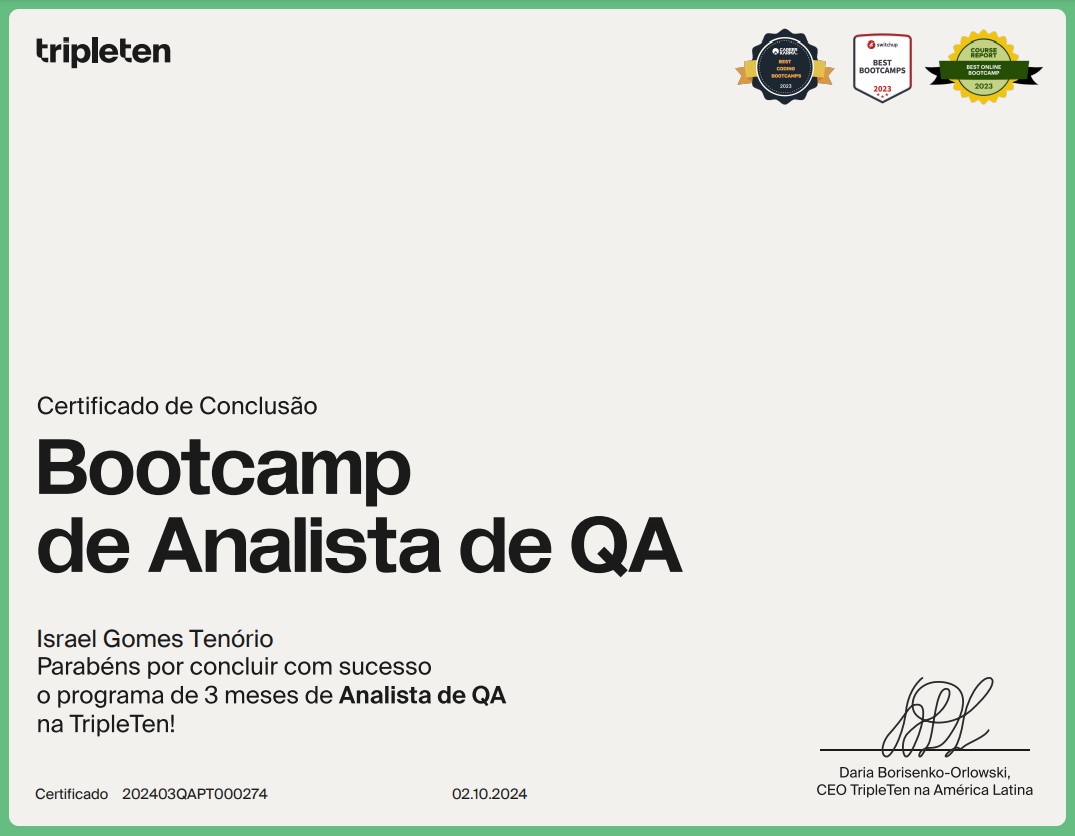 tripleten
CAREER KARMA
BEST
CODING
BOOTCAMPS
2023
switchup
BEST
BOOTCAMPS
2023
COURSE
REPORT
BEST ONLINE
BOOTCAMP
2023
Certificado de Conclusão
Bootcamp
de Analista de QA
Israel Gomes Tenório
Parabéns por concluir com sucesso
o programa de 3 meses de Analista de QA
na TripleTen!
Daria Borisenko-Orlowski,
CEO TripleTen na América Latina
Certificado 202403QAPT000274 02.10.2024